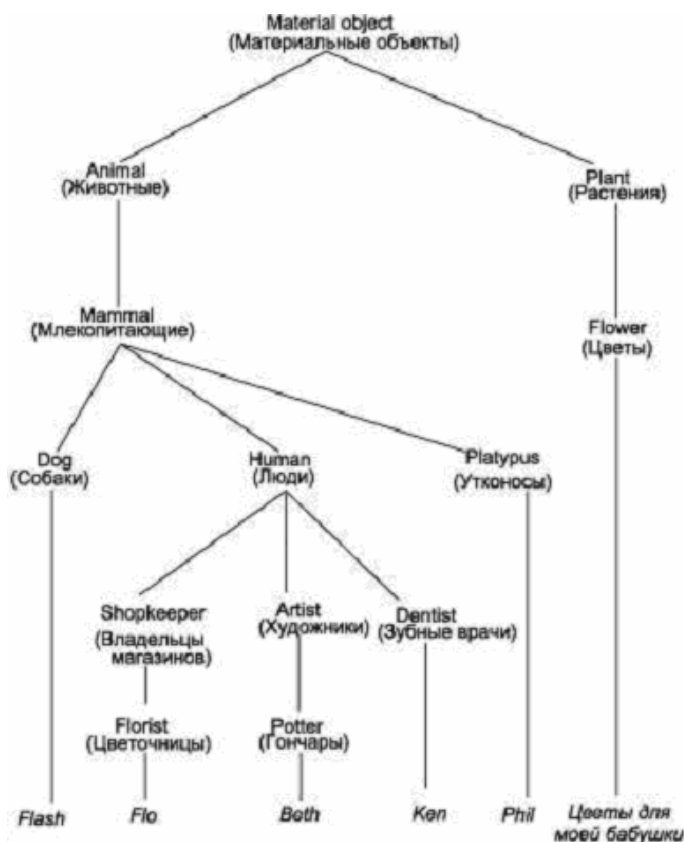 Material object
(Материальные объекты)
Animal
(Животные)
Plant
(Растения)
Mammal
(Млекопитающие)
Flower
(Цветы)
Dog
(Собаки)
Human
(Люди)
Platypus
(Утконосы)
Shopkeeper
(Владельцы
магазинов)
Artist
(Художники)
Dentist
(Зубные врачи)
Florist
(Цветочницы)
Potter
(Гончары)
Flash
Flo
Beth
Ken
Phil
Цветы для
моей бабушки